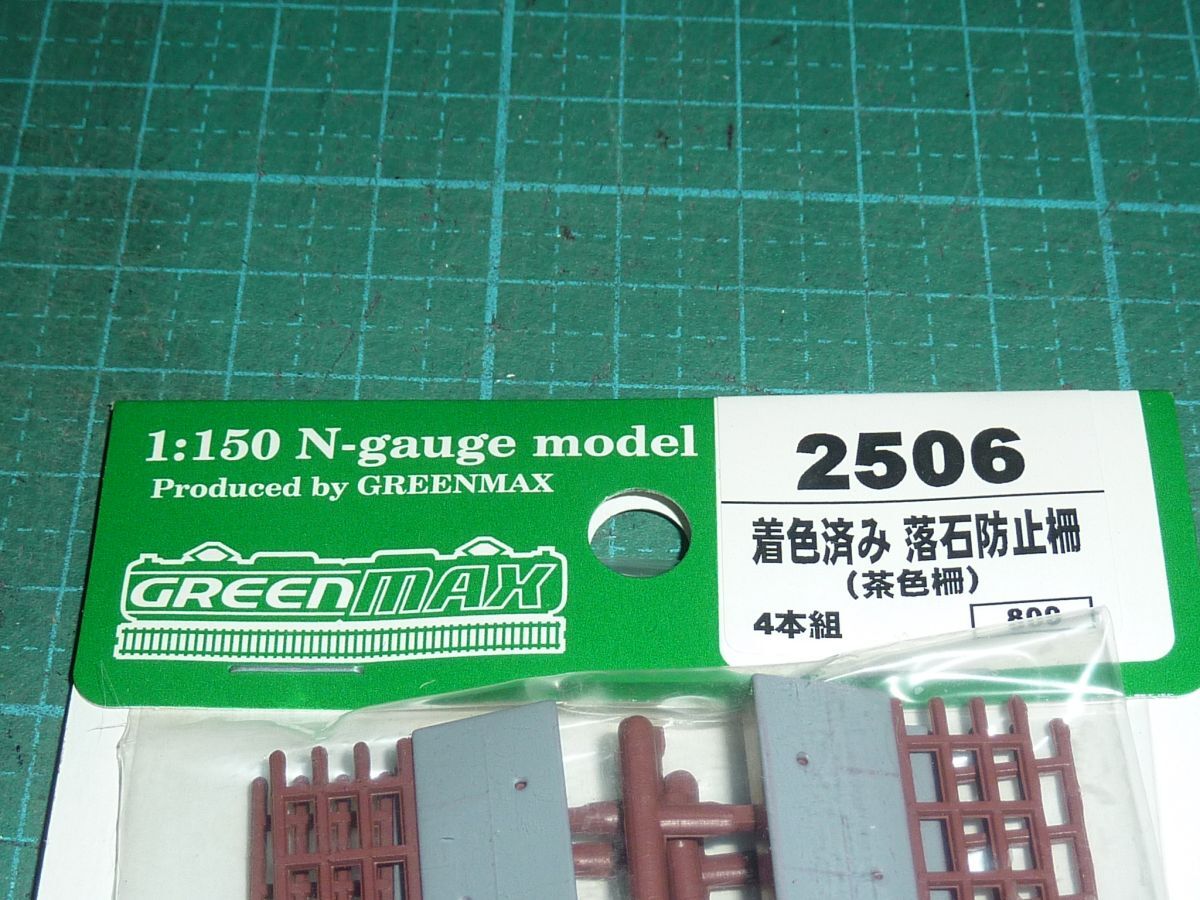 1:150 N-gauge model
Produced by GREENMAX
GREENMAX
2506
着色済み 落石防止柵
（茶色柵）
4本組
800